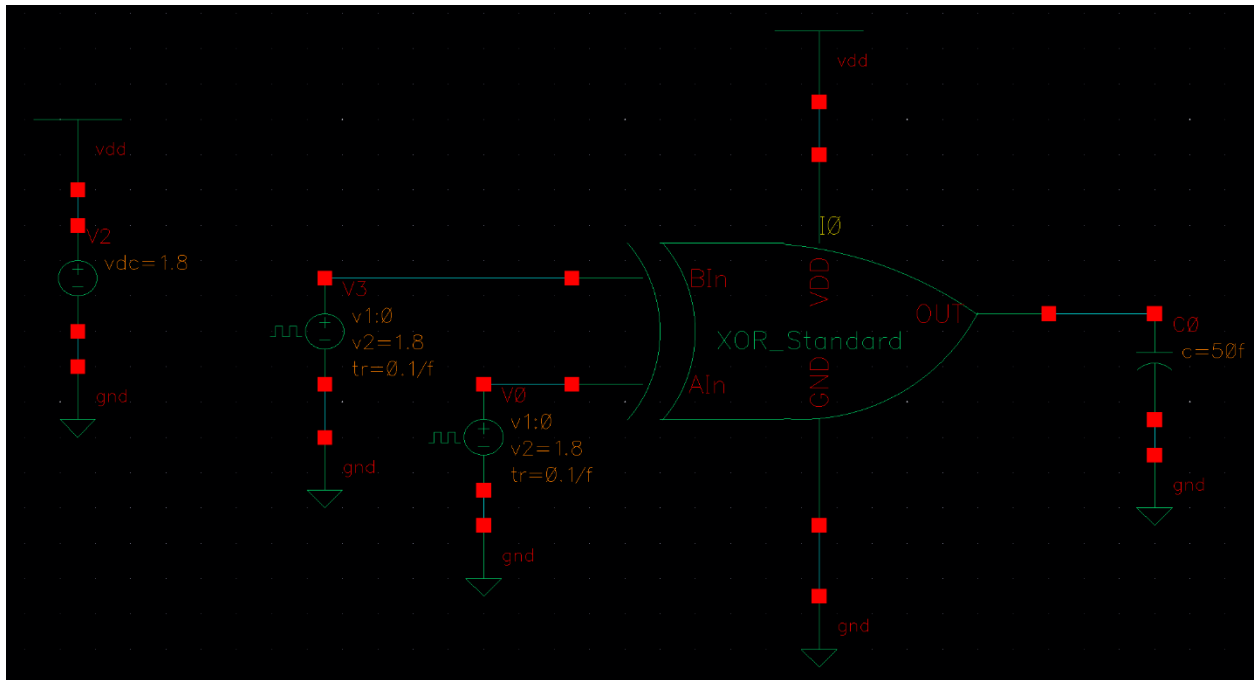 vdd
vdd
V2
vdc=1.8
I0
V3
v1:0
v2=1.8
tr=0.1/f
BIn
VDD
OUT
XOR_Standard
C0
c=50f
V0
v1:0
v2=1.8
tr=0.1/f
AIn
GND
gnd
gnd
gnd
gnd
gnd